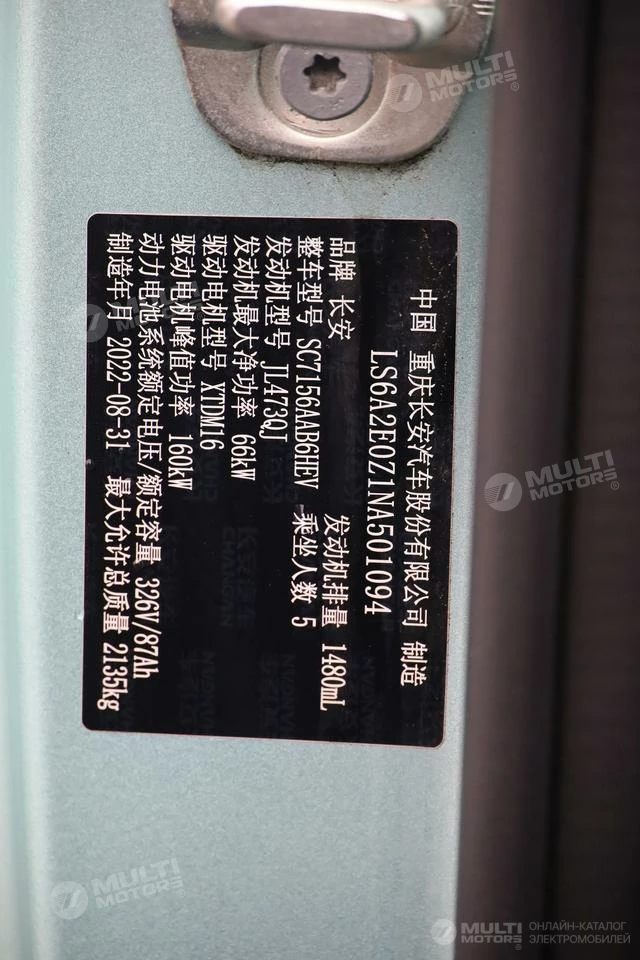 中国 重庆长安汽车股份有限公司 制造
LS6A2E0Z1NA501094
品牌 长安 发动机排量 1480mL
整车型号 SC7156AAB6HEV 乘坐人数 5
发动机型号 JL473QJ
发动机最大净功率 66kW
驱动电机型号 XTDM16
驱动电机峰值功率 160kW
动力电池系统额定电压/额定容量 326V/87Ah
制造年月 2022-08-31 最大允许总质量 2135kg
MULTI MOTORS®
MULTI MOTORS®
MULTI MOTORS®
MULTI MOTORS® ОНЛАЙН-КАТАЛОГ ЭЛЕКТРОМОБИЛЕЙ